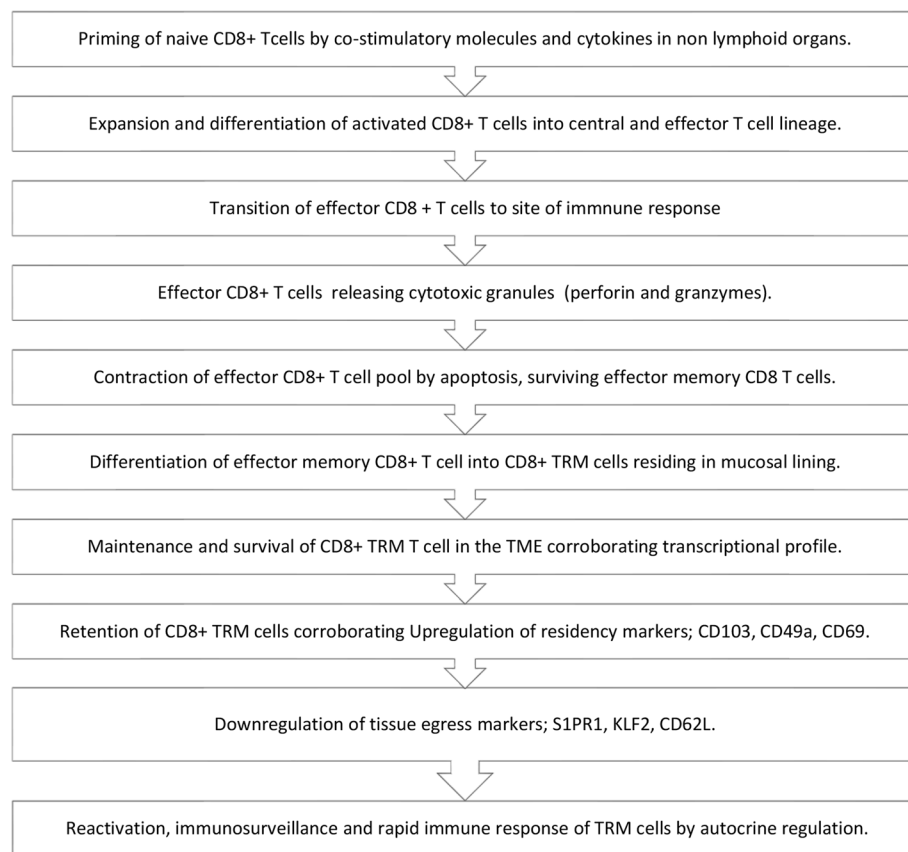 Priming of naive CD8+ Tcells by co-stimulatory molecules and cytokines in non lymphoid organs.
Expansion and differentiation of activated CD8+ T cells into central and effector T cell lineage.
Transition of effector CD8 + T cells to site of immnune response
Effector CD8+ T cells  releasing cytotoxic granules  (perforin and granzymes).
Contraction of effector CD8+ T cell pool by apoptosis, surviving effector memory CD8 T cells.
Differentiation of effector memory CD8+ T cell into CD8+ TRM cells residing in mucosal lining.
Maintenance and survival of CD8+ TRM T cell in the TME corroborating transcriptional profile.
Retention of CD8+ TRM cells corroborating Upregulation of residency markers; CD103, CD49a, CD69.
Downregulation of tissue egress markers; S1PR1, KLF2, CD62L.
Reactivation, immunosurveillance and rapid immune response of TRM cells by autocrine regulation.